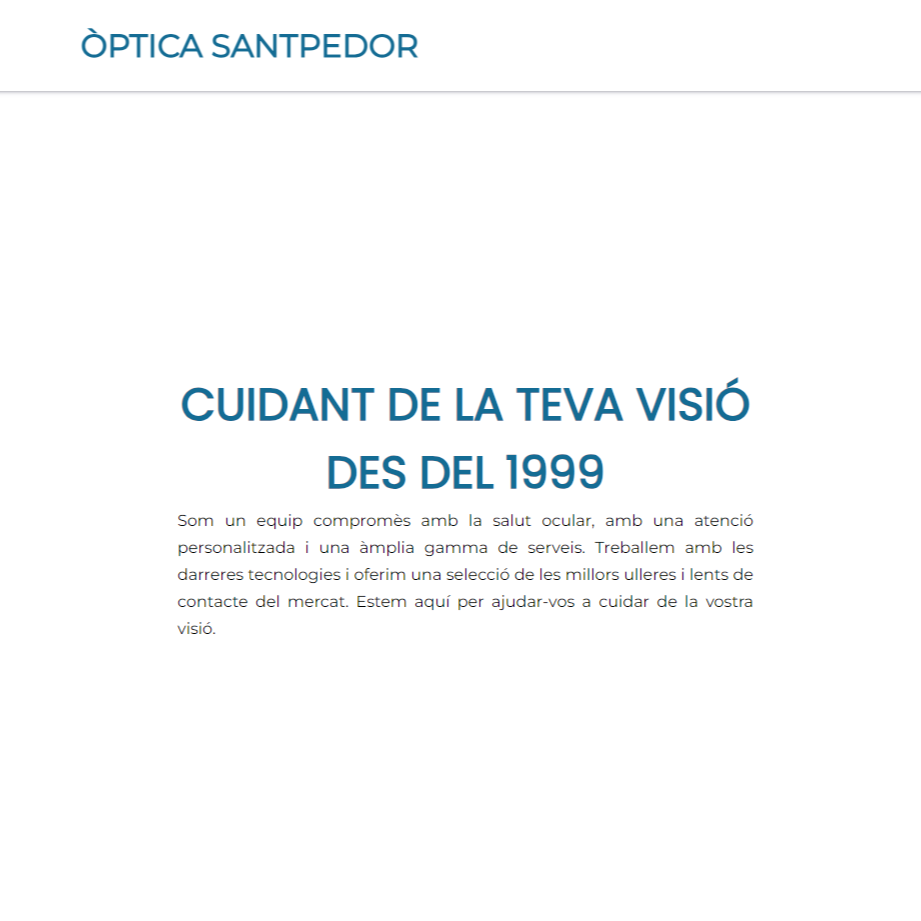 ÒPTICA SANTPEDOR
CUIDANT DE LA TEVA VISIÓ
DES DEL 1999
Som un equip compromès amb la salut ocular, amb una atenció
personalitzada i una àmplia gamma de serveis. Treballem amb les
darreres tecnologies i oferim una selecció de les millors ulleres i lents de
contacte del mercat. Estem aquí per ajudar-vos a cuidar de la vostra
visió.